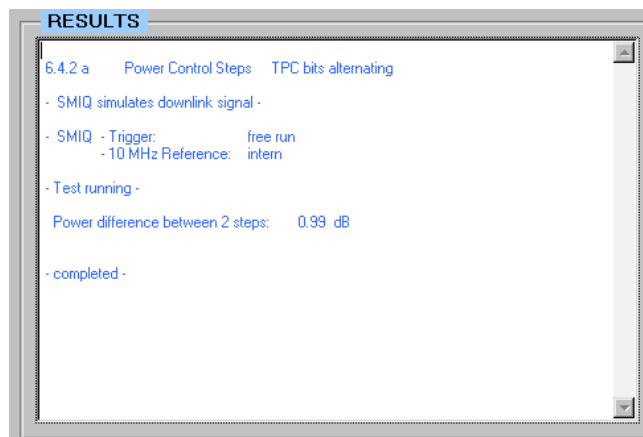 RESULTS
6.4.2 a Power Control Steps TPC bits alternating
- SMIQ simulates downlink signal -
- SMIQ - Trigger: free run
- 10 MHz Reference: intern
- Test running -
Power difference between 2 steps: 0.99 dB
- completed -